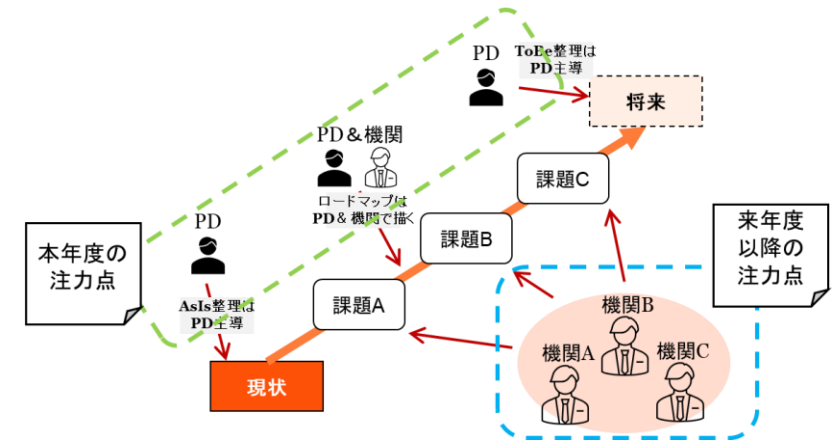 PD
ToBe整理は
PD主導
将来
PD&機関
ロードマップは
PD&機関で描く
課題C
PD
課題B
本年度の
注力点
来年度
以降の
注力点
AsIs整理は
PD主導
課題A
機関B
機関A
機関C
現状